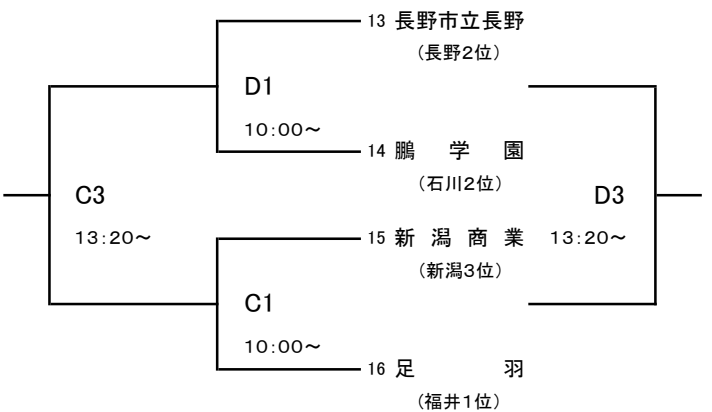 13 長野市立長野
（長野2位）
D1
10:00～
14 鵬学園
（石川2位）
C3
D3
13:20～
15 新潟商業
13:20～
（新潟3位）
C1
10:00～
16 足羽
（福井1位）